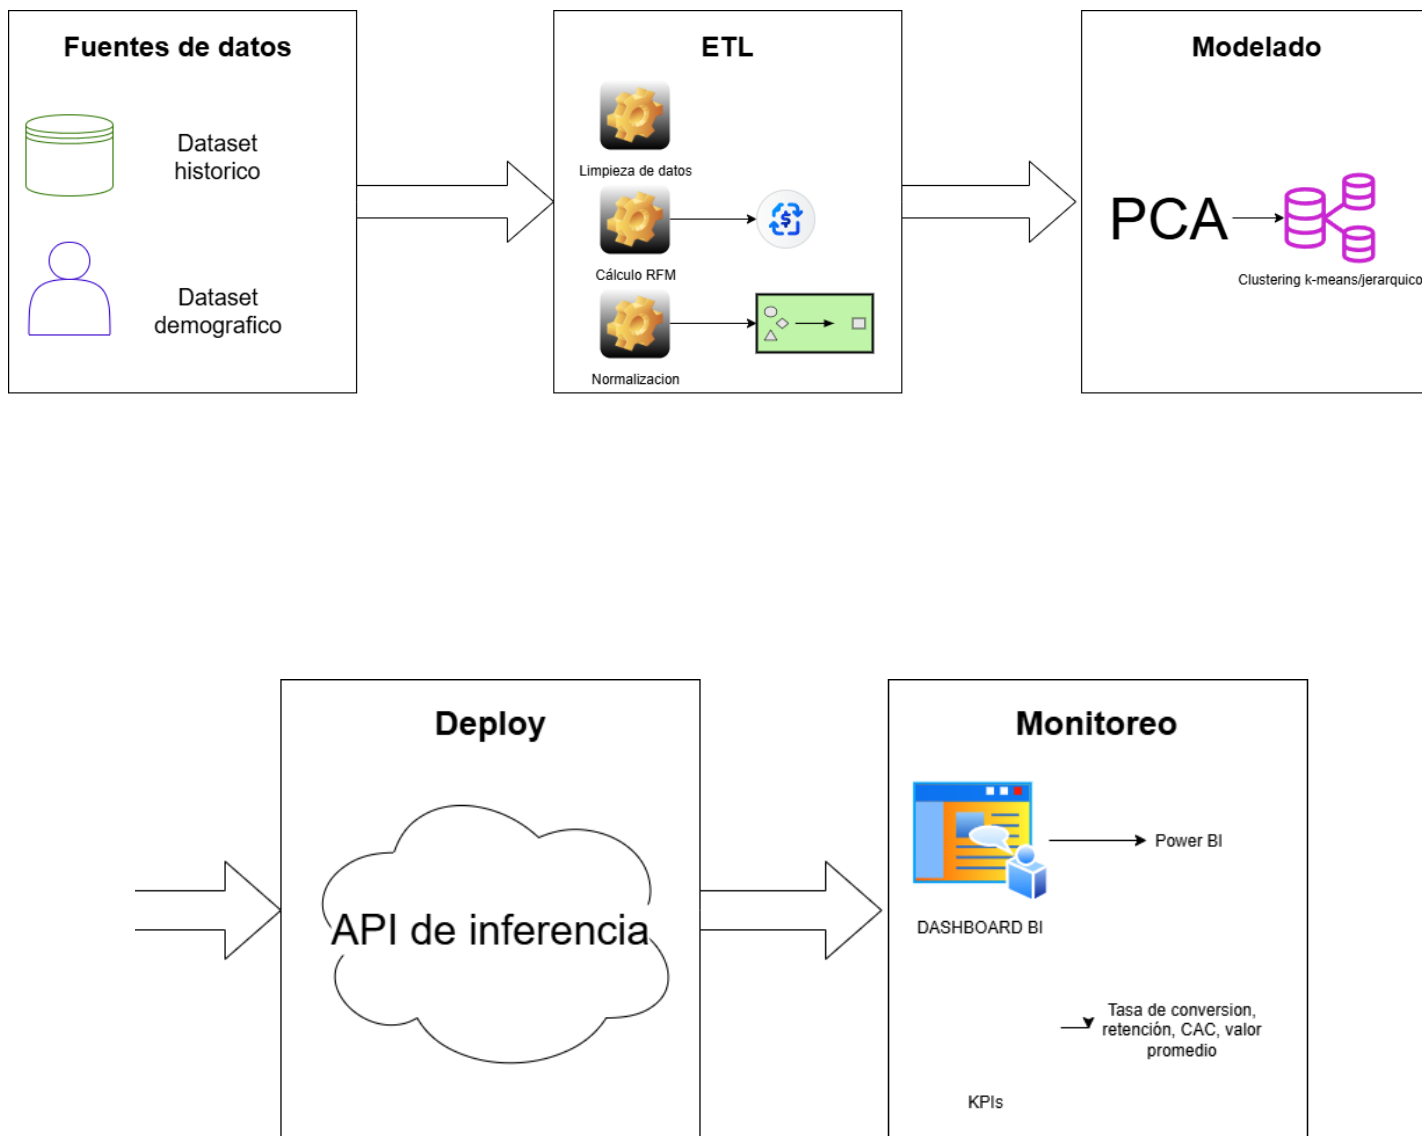 Fuentes de datos
Dataset
historico
Dataset
demografico
ETL
Limpieza de datos
$
Cálculo RFM
Normalizacion
Modelado
PCA
Clustering k-means/jerarquico
Deploy
API de inferencia
Monitoreo
Power BI
DASHBOARD BI
Tasa de conversion,
retención, CAC, valor
promedio
KPIs